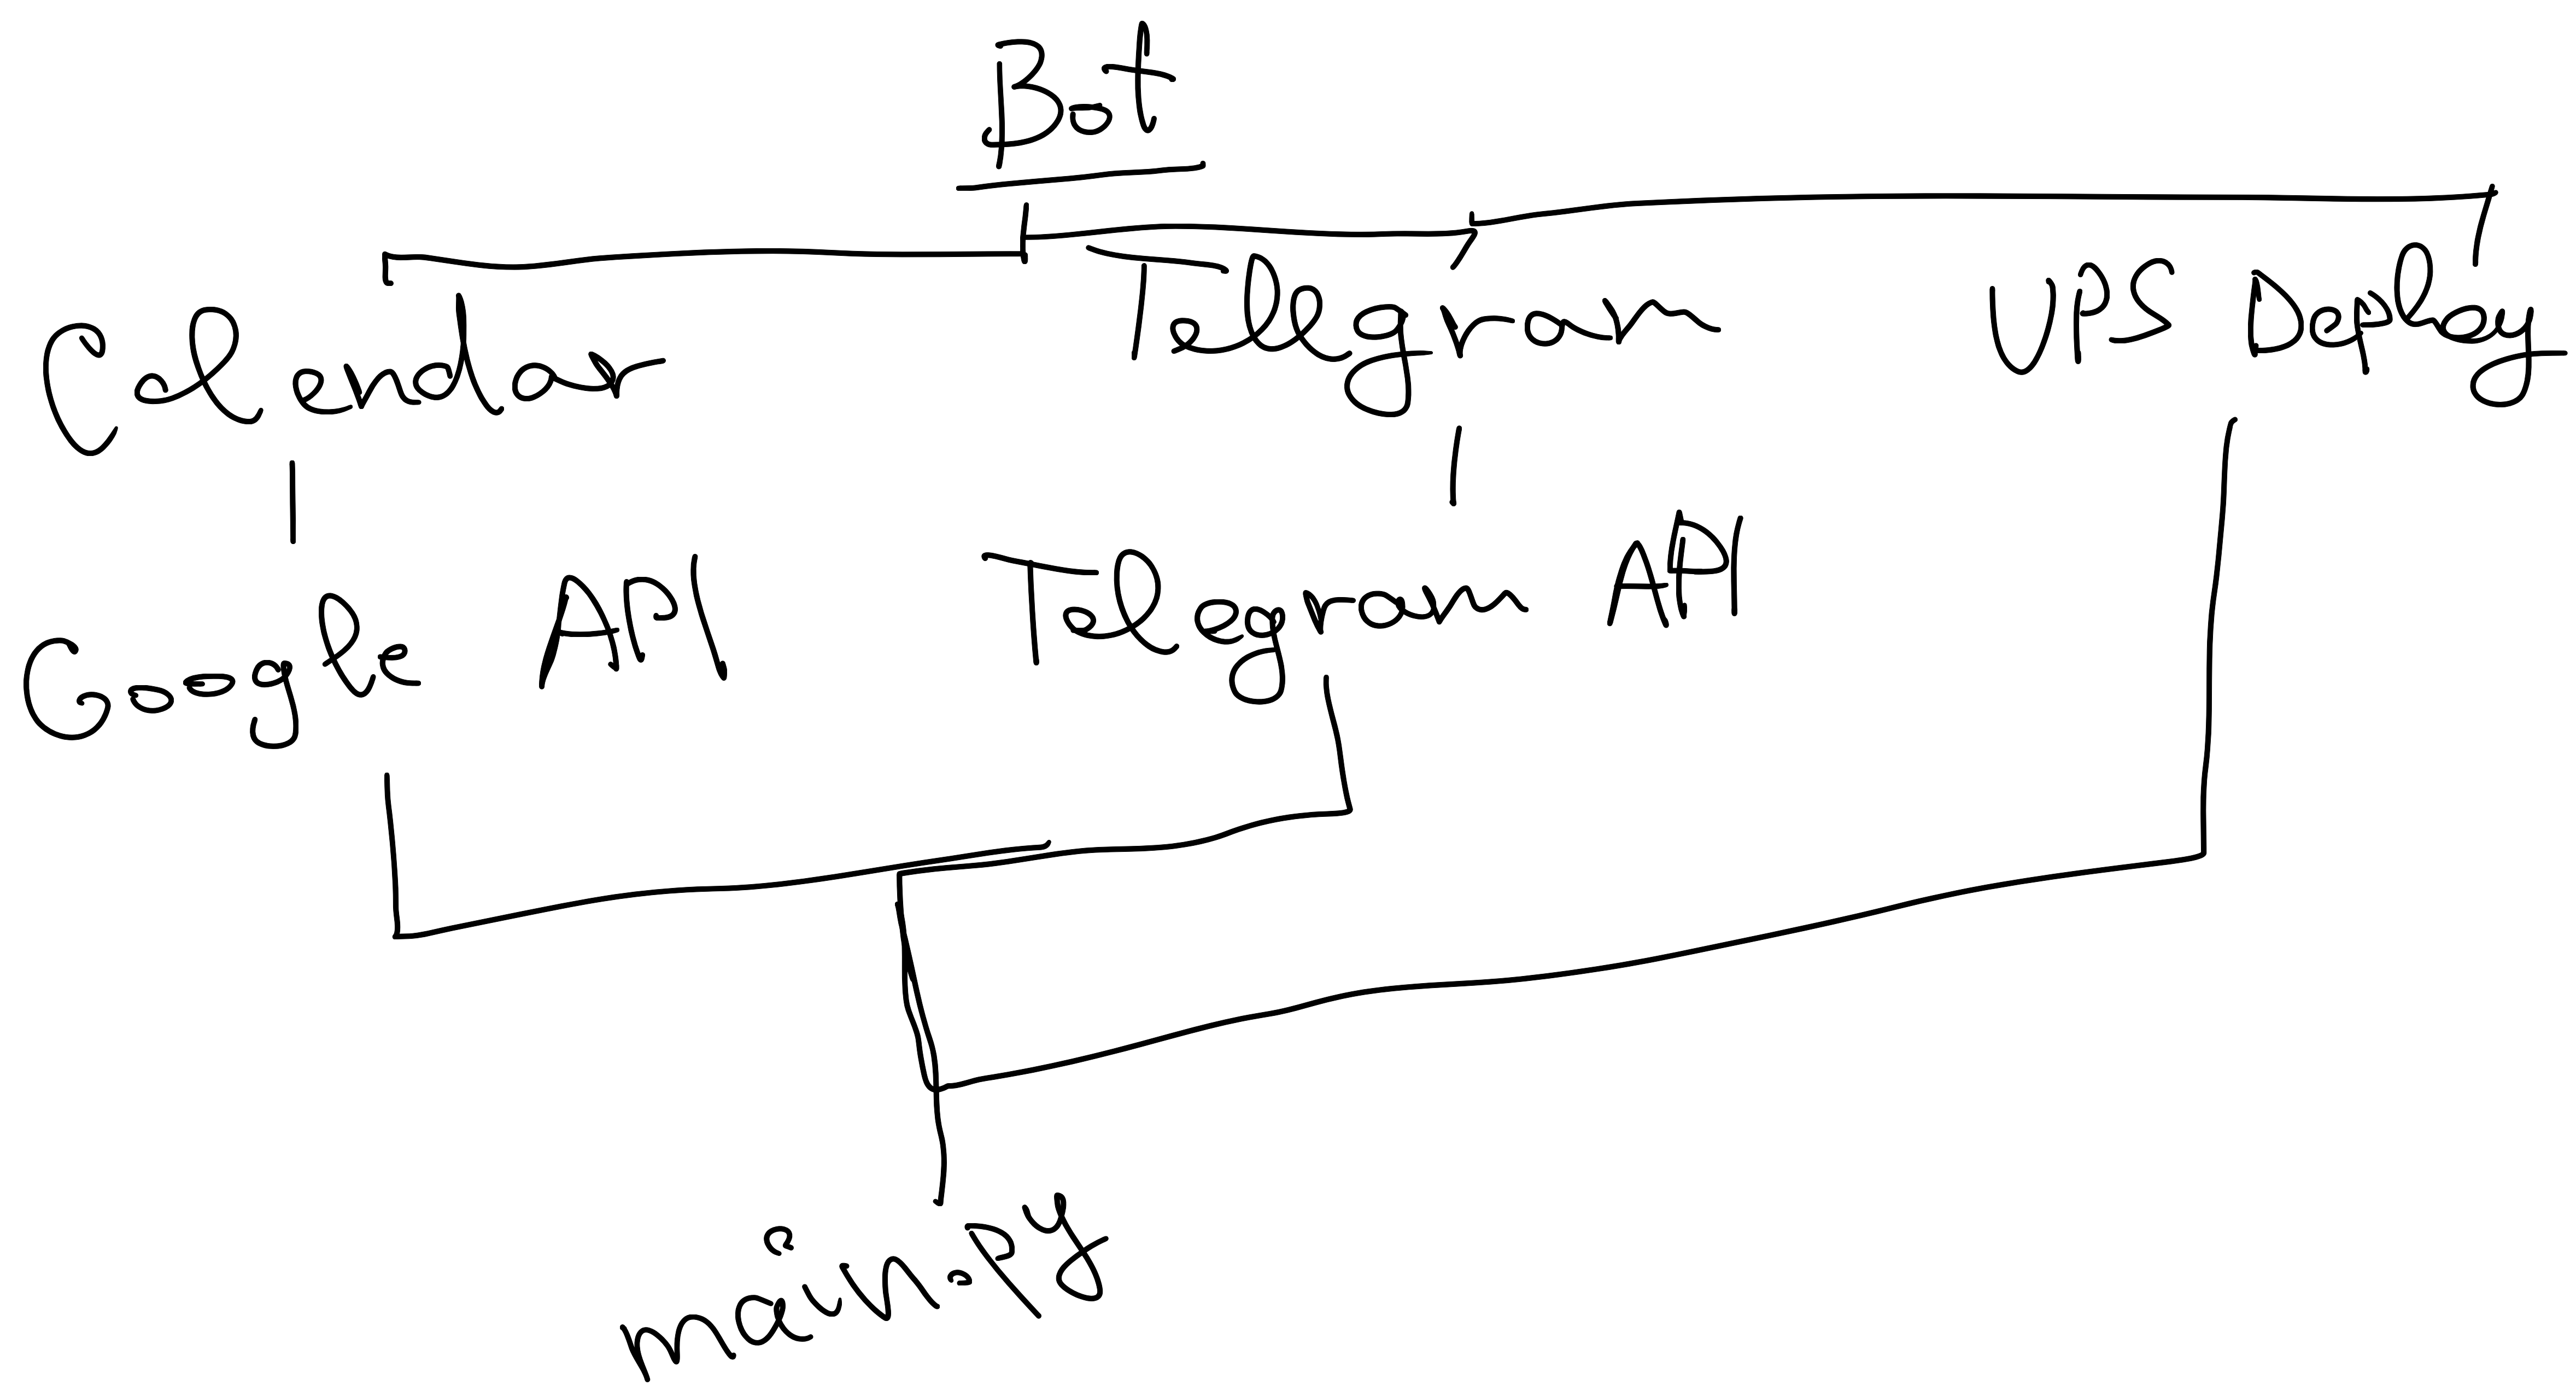 Bot
Calendar
Telegram
VPS Deploy
Google API
Telegram API
main.py